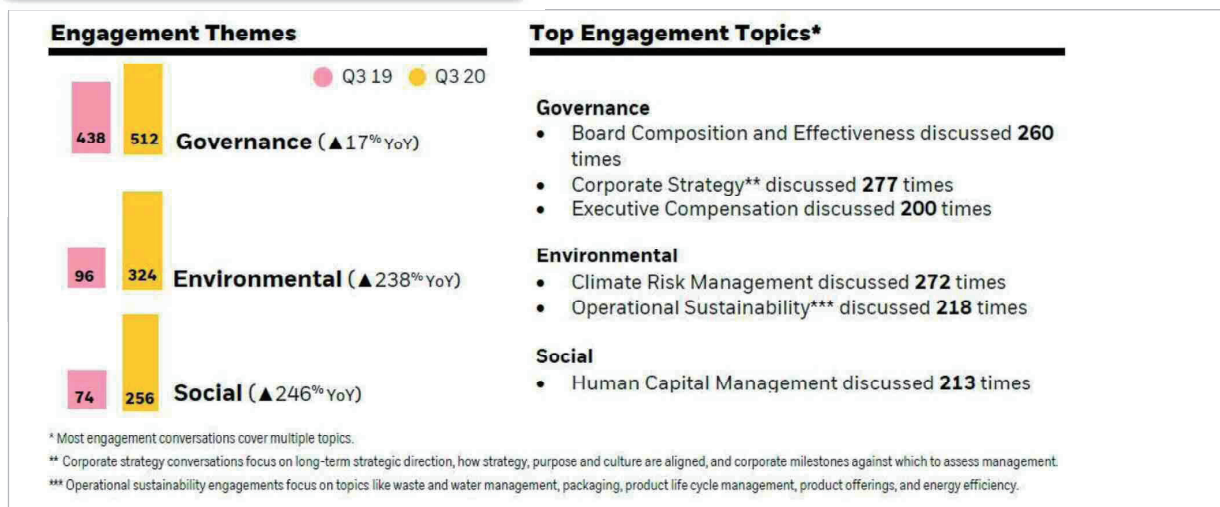 Engagement Themes
Q3 19 Q3 20
438 512 Governance (▲17% YoY)
96 324 Environmental (▲238% YoY)
74 256 Social (▲246% YoY)
Top Engagement Topics*
Governance
• Board Composition and Effectiveness discussed 260
times
• Corporate Strategy** discussed 277 times
• Executive Compensation discussed 200 times
Environmental
• Climate Risk Management discussed 272 times
• Operational Sustainability*** discussed 218 times
Social
• Human Capital Management discussed 213 times
* Most engagement conversations cover multiple topics.
** Corporate strategy conversations focus on long-term strategic direction, how strategy, purpose and culture are aligned, and corporate milestones against which to assess management.
*** Operational sustainability engagements focus on topics like waste and water management, packaging, product life cycle management, product offerings, and energy efficiency.